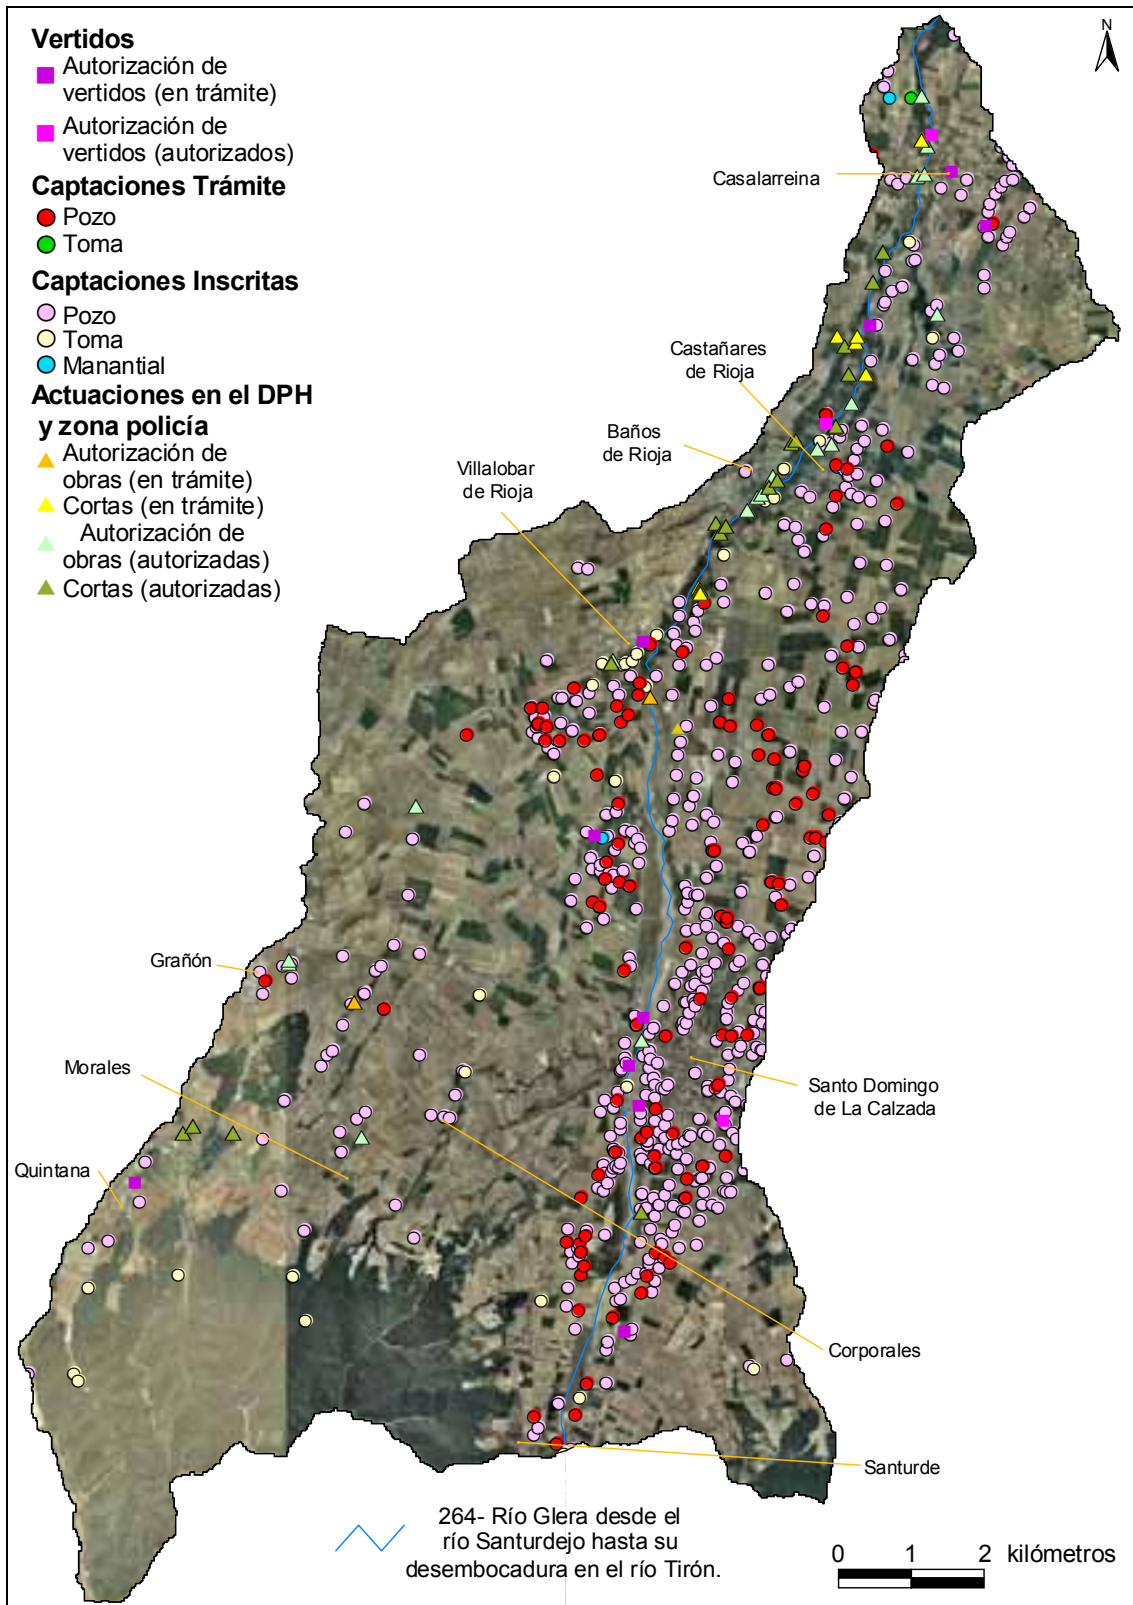 Vertidos
Autorización de
vertidos (en trámite)
Autorización de
vertidos (autorizados)
Captaciones Trámite
Pozo
Toma
Captaciones Inscritas
Pozo
Toma
Manantial
Actuaciones en el DPH
y zona policía
Autorización de
obras (en trámite)
Cortas (en trámite)
Autorización de
obras (autorizadas)
Cortas (autorizadas)
N
Casalarreina
Castañares
de Rioja
Baños
de Rioja
Villalobar
de Rioja
Grañón
Morales
Quintana
Santo Domingo
de La Calzada
Corporales
Santurde
264- Río Glera desde el
río Santurdejo hasta su
desembocadura en el río Tirón.
0 1 2 kilómetros